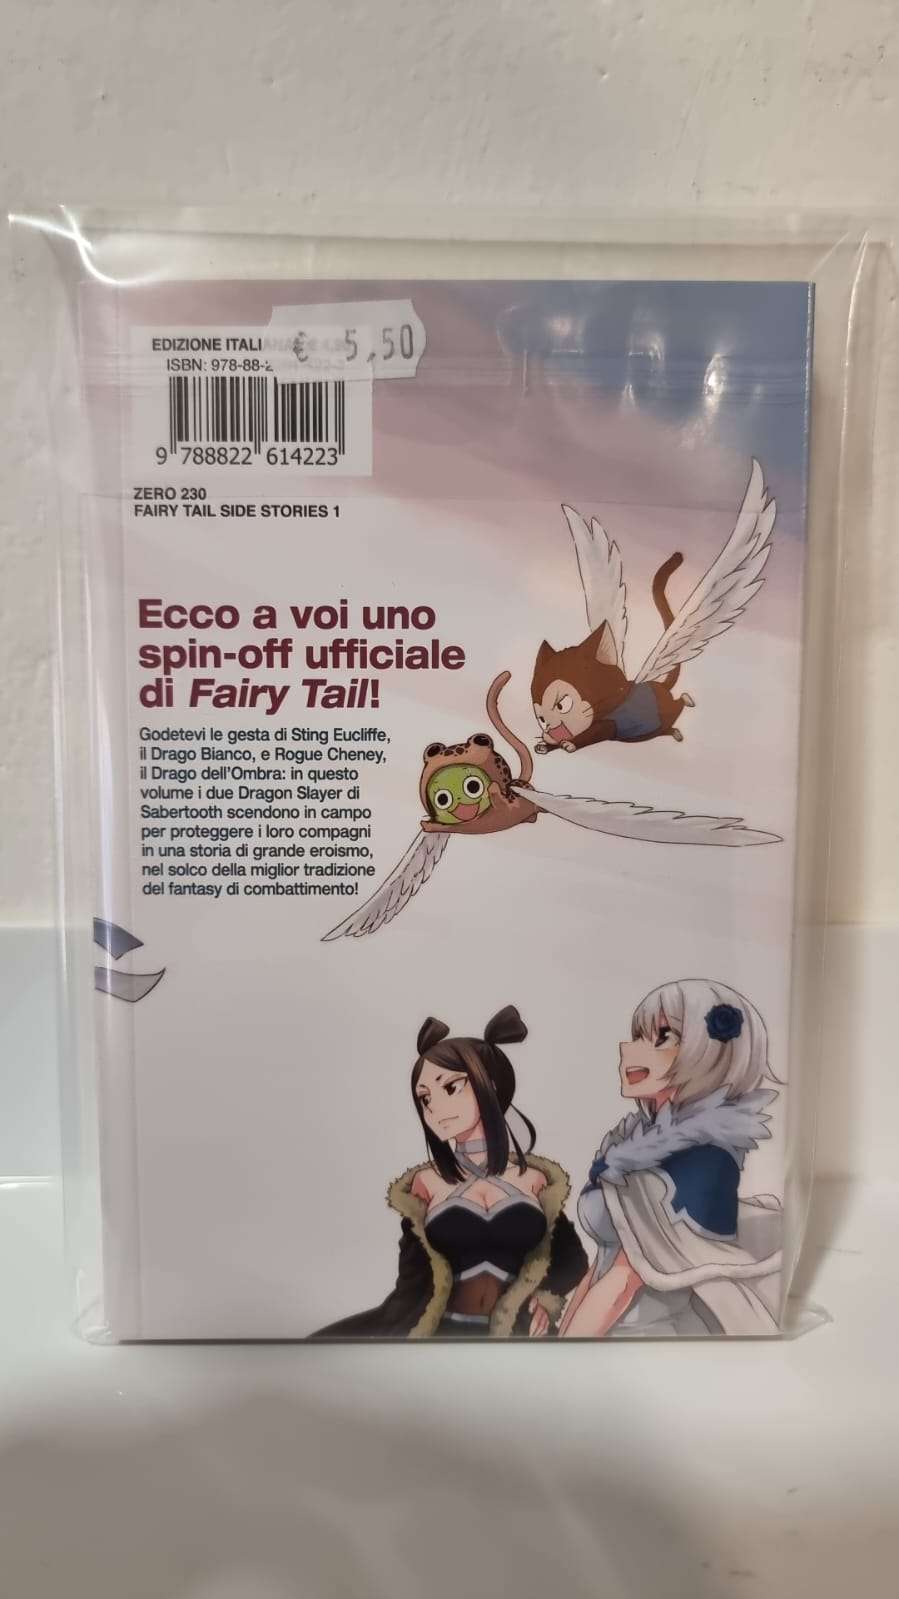 EDIZIONE ITALIANA € 4,90
€ 5,50
ISBN: 978-88-2
9 788822 614223
ZERO 230
FAIRY TAIL SIDE STORIES 1
Ecco a voi uno
spin-off ufficiale
di Fairy Tail!
Godetevi le gesta di Sting Eucliffe,
il Drago Bianco, e Rogue Cheney,
il Drago dell'Ombra: in questo
volume i due Dragon Slayer di
Sabertooth scendono in campo
per proteggere i loro compagni
in una storia di grande eroismo,
nel solco della miglior tradizione
del fantasy di combattimento!